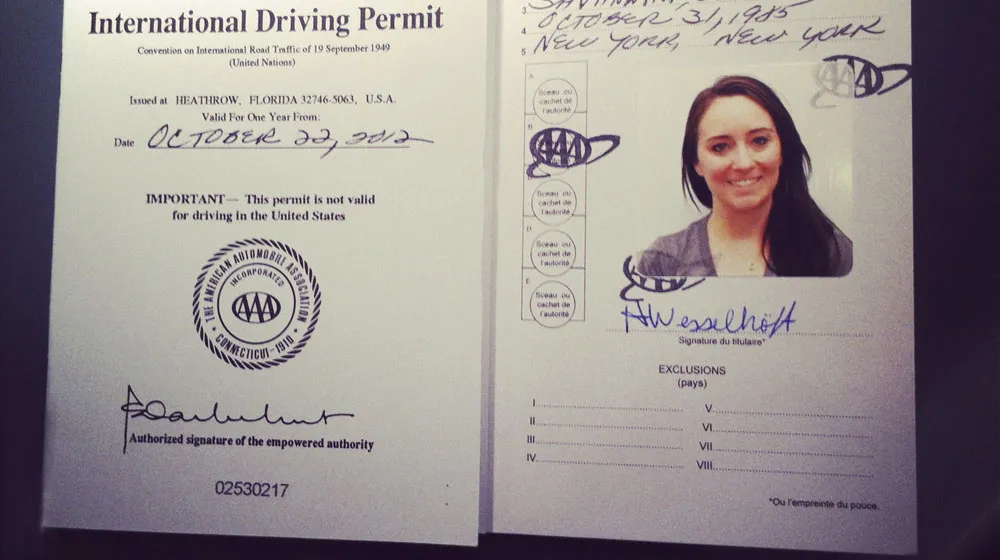 International Driving Permit
Convention on International Road Traffic of 19 September 1949
(United Nations)
Issued at HEATHROW, FLORIDA 32746-5063, U.S.A.
Valid For One Year From:
Date OCTOBER 22, 2012
IMPORTANT— This permit is not valid
for driving in the United States
THE AMERICAN AUTOMOBILE ASSOCIATION
INCORPORATED
AAA
CONNECTICUT-1910
Authorized signature of the empowered authority
02530217
3
4 OCTOBER 31, 1985
5 NEW YORK, NEW YORK
A
Sceau ou
cachet de
l'autorité
B
AAA
AAA
Sceau ou
cachet de
l'autorité
D
Sceau ou
cachet de
l'autorité
E
Sceau ou
cachet de
l'autorité
Wesselhöft
Signature du titulaire*
EXCLUSIONS
(pays)
I
II
III
IV
V
VI
VII
VIII
*Ou l'empreinte du pouce.